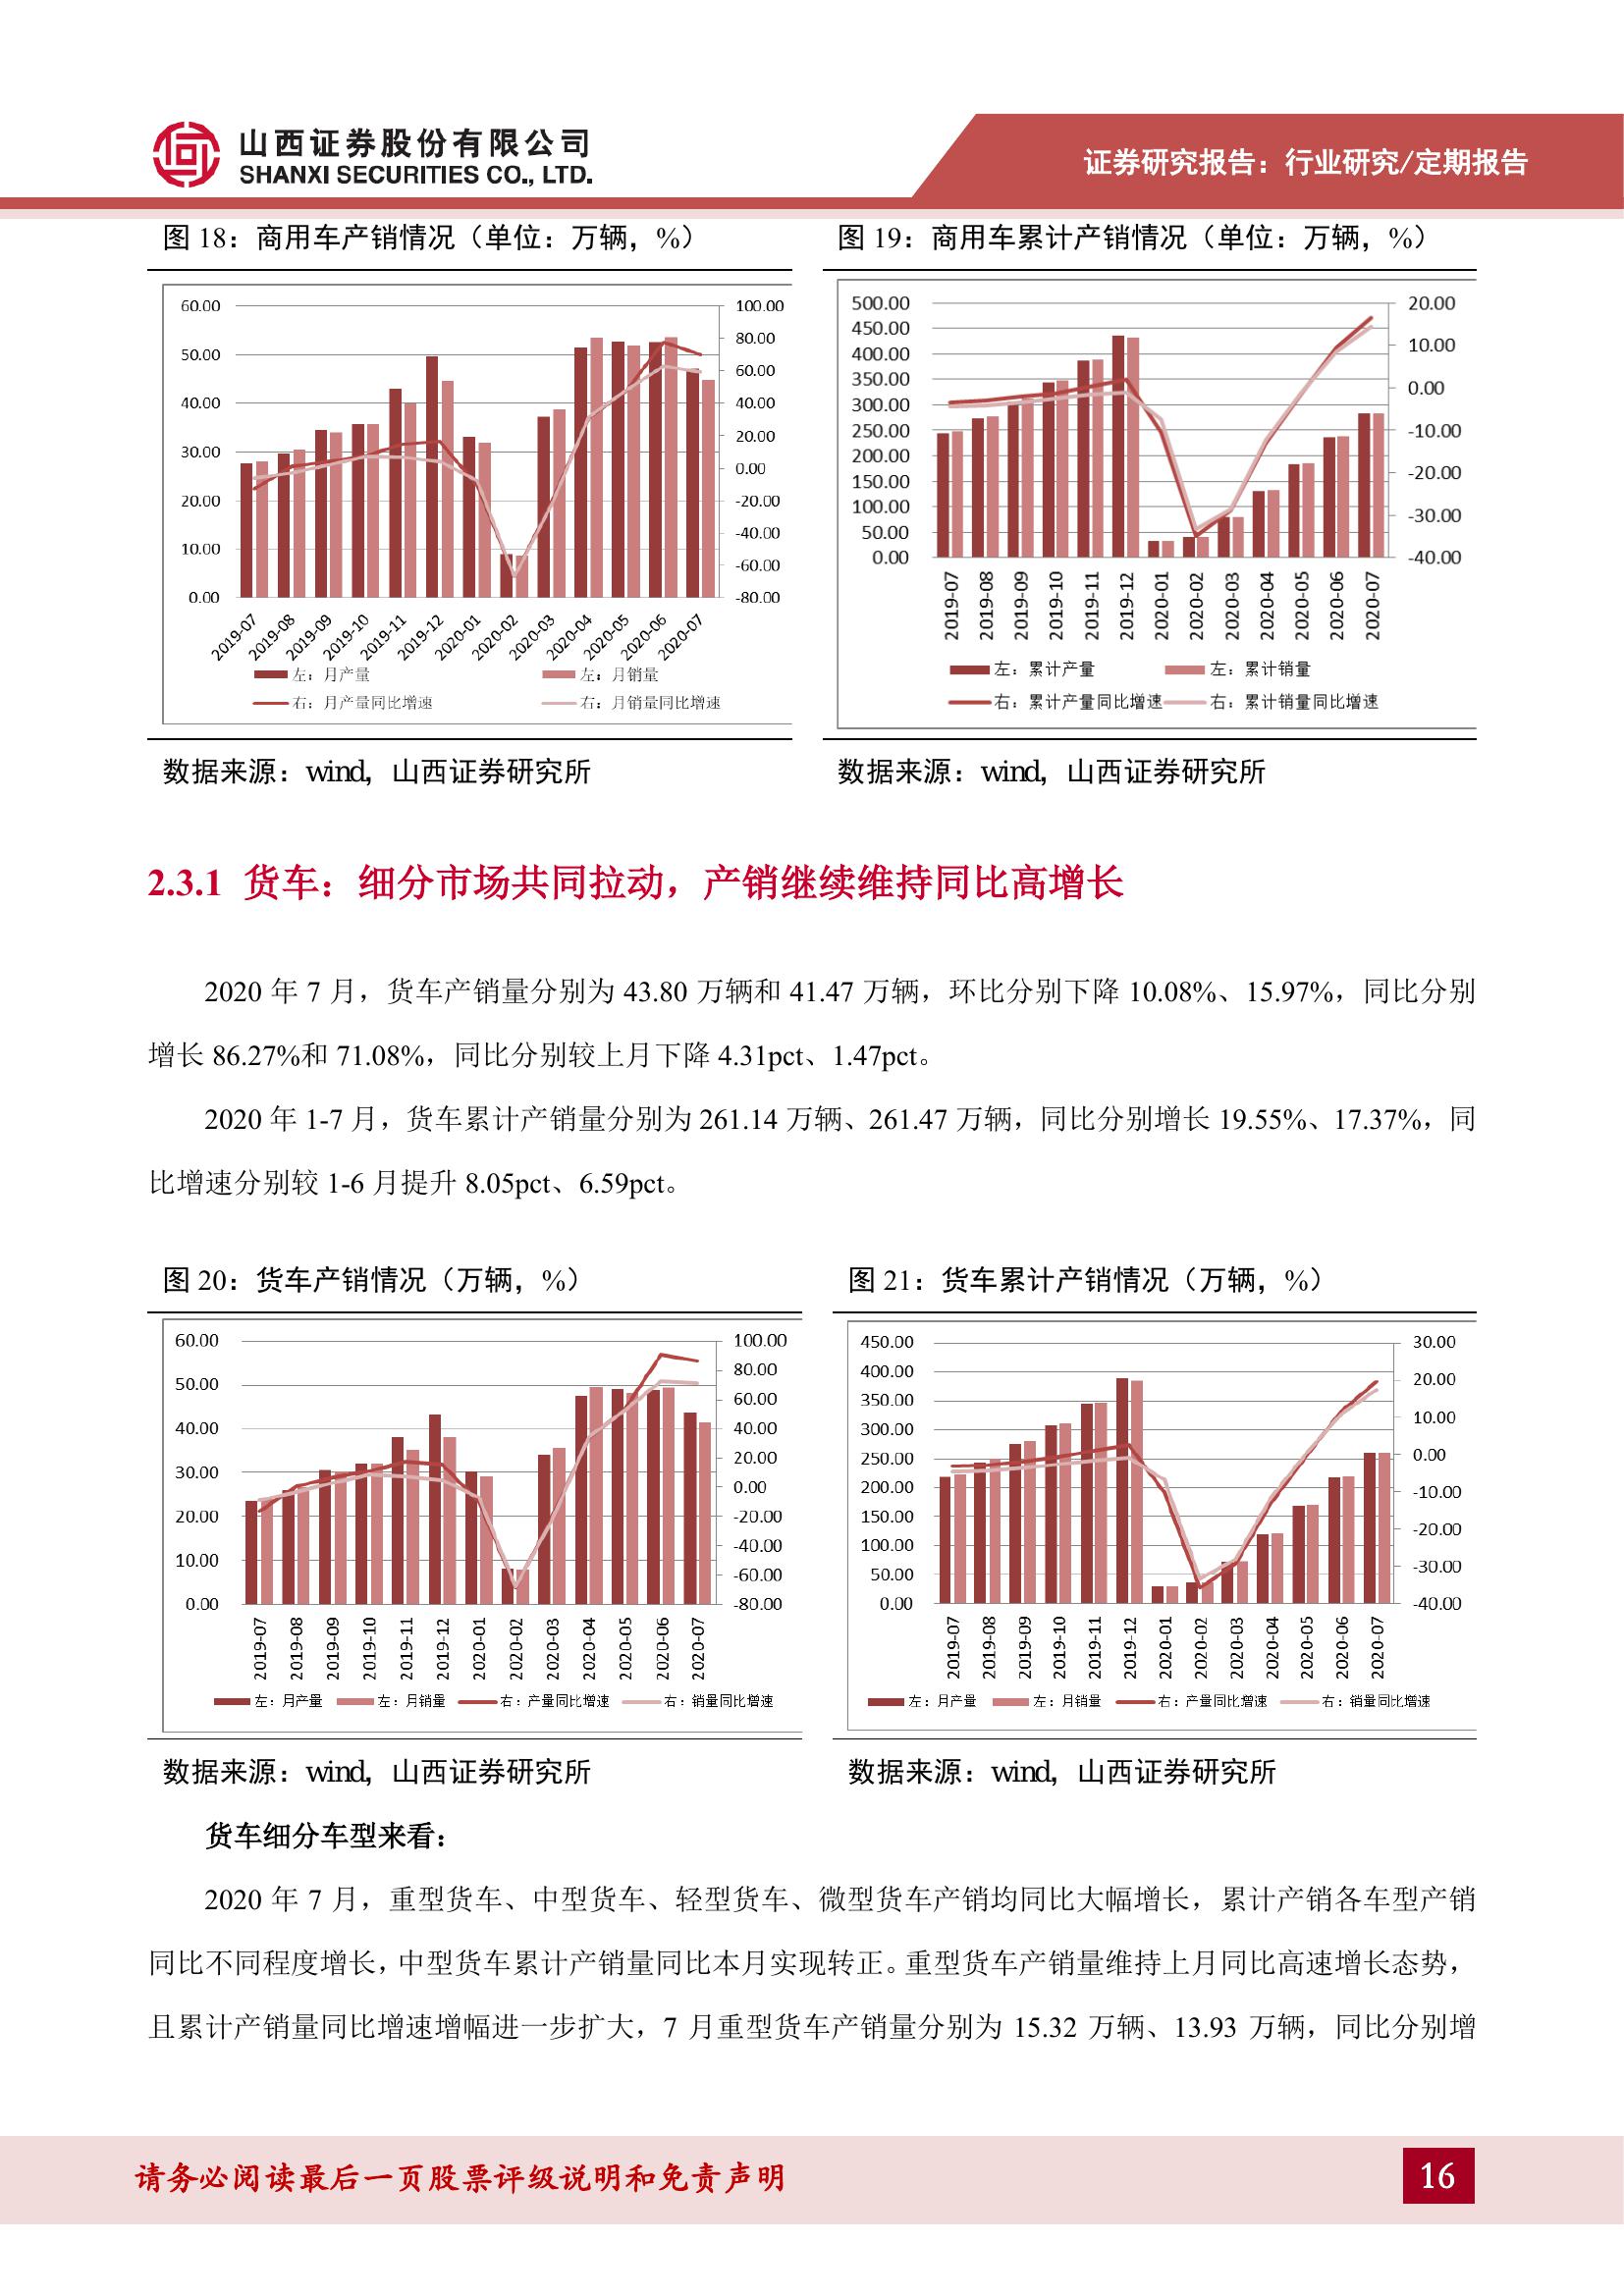 山西证券股份有限公司
SHANXI SECURITIES CO., LTD.
证券研究报告：行业研究/定期报告
图 18：商用车产销情况（单位：万辆，%）
60.00
50.00
40.00
30.00
20.00
10.00
0.00
100.00
80.00
60.00
40.00
20.00
0.00
-20.00
-40.00
-60.00
-80.00
2019-07 2019-08 2019-09 2019-10 2019-11 2019-12 2020-01 2020-02 2020-03 2020-04 2020-05 2020-06 2020-07
左：月产量 左：月销量
右：月产量同比增速 右：月销量同比增速
数据来源：wind，山西证券研究所
图 19：商用车累计产销情况（单位：万辆，%）
500.00
450.00
400.00
350.00
300.00
250.00
200.00
150.00
100.00
50.00
0.00
20.00
10.00
0.00
-10.00
-20.00
-30.00
-40.00
2019-07 2019-08 2019-09 2019-10 2019-11 2019-12 2020-01 2020-02 2020-03 2020-04 2020-05 2020-06 2020-07
左：累计产量 左：累计销量
右：累计产量同比增速 右：累计销量同比增速
数据来源：wind，山西证券研究所
2.3.1 货车：细分市场共同拉动，产销继续维持同比高增长
2020 年 7 月，货车产销量分别为 43.80 万辆和 41.47 万辆，环比分别下降 10.08%、15.97%，同比分别
增长 86.27%和 71.08%，同比分别较上月下降 4.31pct、1.47pct。
2020 年 1-7 月，货车累计产销量分别为 261.14 万辆、261.47 万辆，同比分别增长 19.55%、17.37%，同
比增速分别较 1-6 月提升 8.05pct、6.59pct。
图 20：货车产销情况（万辆，%）
60.00
50.00
40.00
30.00
20.00
10.00
0.00
100.00
80.00
60.00
40.00
20.00
0.00
-20.00
-40.00
-60.00
-80.00
2019-07 2019-08 2019-09 2019-10 2019-11 2019-12 2020-01 2020-02 2020-03 2020-04 2020-05 2020-06 2020-07
左：月产量 左：月销量 右：产量同比增速 右：销量同比增速
数据来源：wind，山西证券研究所
图 21：货车累计产销情况（万辆，%）
450.00
400.00
350.00
300.00
250.00
200.00
150.00
100.00
50.00
0.00
30.00
20.00
10.00
0.00
-10.00
-20.00
-30.00
-40.00
2019-07 2019-08 2019-09 2019-10 2019-11 2019-12 2020-01 2020-02 2020-03 2020-04 2020-05 2020-06 2020-07
左：月产量 左：月销量 右：产量同比增速 右：销量同比增速
数据来源：wind，山西证券研究所
货车细分车型来看：
2020 年 7 月，重型货车、中型货车、轻型货车、微型货车产销均同比大幅增长，累计产销各车型产销
同比不同程度增长，中型货车累计产销量同比本月实现转正。重型货车产销量维持上月同比高速增长态势，
且累计产销量同比增速增幅进一步扩大，7 月重型货车产销量分别为 15.32 万辆、13.93 万辆，同比分别增
请务必阅读最后一页股票评级说明和免责声明
16